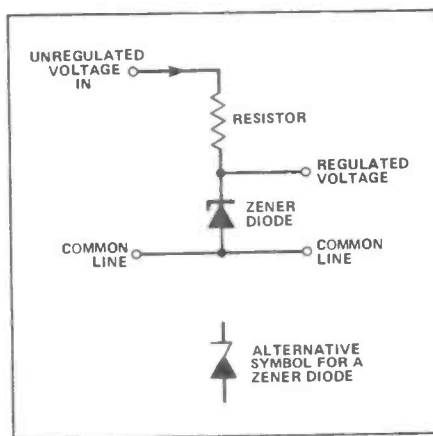 UNREGULATED
VOLTAGE
IN
RESISTOR
REGULATED
VOLTAGE
ZENER
DIODE
COMMON
LINE
COMMON
LINE
ALTERNATIVE
SYMBOL FOR A
ZENER DIODE